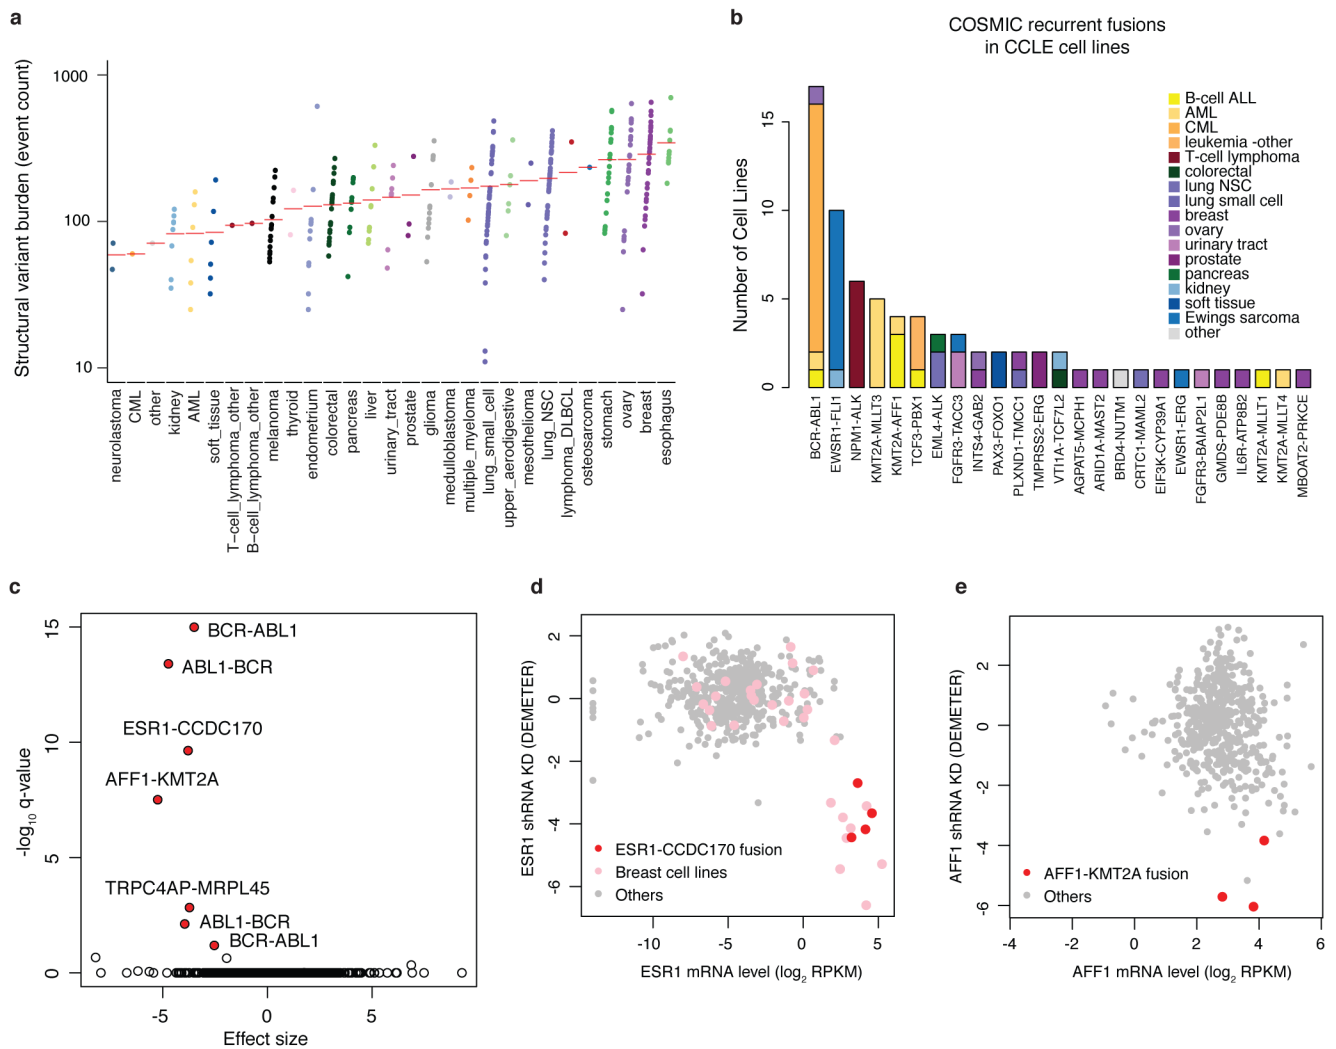 a
Structural variant burden (event count)
1000
100
10
neuroblastoma
CML
other
kidney
AML
soft_tissue
T−cell_lymphoma_other
B−cell_lymphoma_other
melanoma
thyroid
endometrium
colorectal
pancreas
liver
urinary_tract
prostate
glioma
medulloblastoma
multiple_myeloma
lung_small_cell
upper_aerodigestive
mesothelioma
lung_NSC
lymphoma_DLBCL
osteosarcoma
stomach
ovary
breast
esophagus
b
COSMIC recurrent fusions
in CCLE cell lines
Number of Cell Lines
15
10
5
0
B-cell ALL
AML
CML
leukemia -other
T-cell lymphoma
colorectal
lung NSC
lung small cell
breast
ovary
urinary tract
prostate
pancreas
kidney
soft tissue
Ewings sarcoma
other
BCR-ABL1
EWSR1-FLI1
NPM1-ALK
KMT2A-MLLT3
KMT2A-AFF1
TCF3-PBX1
EML4-ALK
FGFR3-TACC3
INTS4-GAB2
PAX3-FOXO1
PLXND1-TMCC1
TMPRSS2-ERG
VTI1A-TCF7L2
AGPAT5-MCPH1
ARID1A-MAST2
BRD4-NUTM1
CRTC1-MAML2
EIF3K-CYP39A1
EWSR1-ERG
FGFR3-BAIAP2L1
GMDS-PDE8B
IL6R-ATP8B2
KMT2A-MLLT1
KMT2A-MLLT4
MBOAT2-PRKCE
c
-log10 q-value
15
10
5
0
BCR-ABL1
ABL1-BCR
ESR1-CCDC170
AFF1-KMT2A
TRPC4AP-MRPL45
ABL1-BCR
BCR-ABL1
-5
0
5
Effect size
d
ESR1 shRNA KD (DEMETER)
2
0
-2
-4
-6
ESR1-CCDC170 fusion
Breast cell lines
Others
-10
-5
0
5
ESR1 mRNA level (log2 RPKM)
e
AFF1 shRNA KD (DEMETER)
2
0
-2
-4
-6
AFF1-KMT2A fusion
Others
-4
-2
0
2
4
6
AFF1 mRNA level (log2 RPKM)